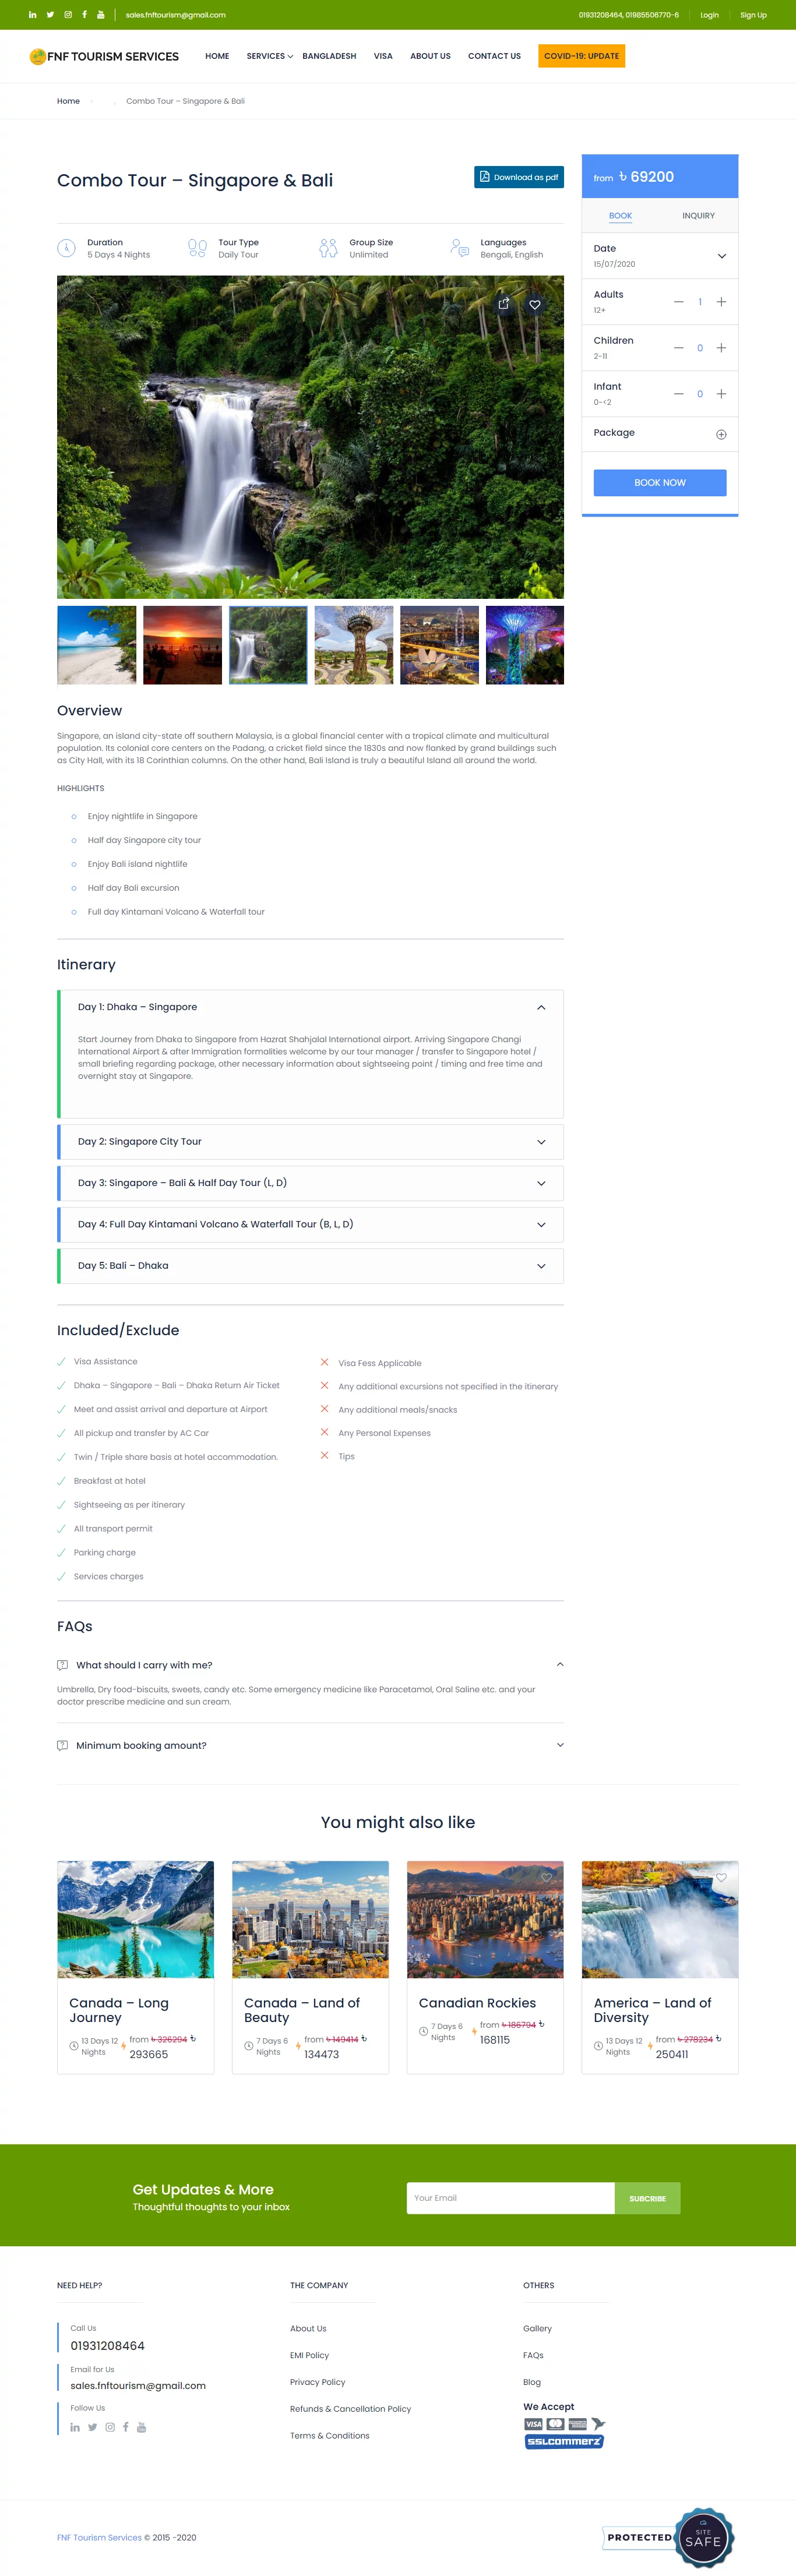 sales.fnftourism@gmail.com
01931208464, 01985506770-6
Login
Sign Up
FNF TOURISM SERVICES
HOME
SERVICES
BANGLADESH
VISA
ABOUT US
CONTACT US
COVID-19: UPDATE
Home
Combo Tour – Singapore & Bali
Combo Tour – Singapore & Bali
Download as pdf
Duration
5 Days 4 Nights
Tour Type
Daily Tour
Group Size
Unlimited
Languages
Bengali, English
from ৳ 69200
BOOK
INQUIRY
Date
15/07/2020
Adults
12+
1
Children
2-11
0
Infant
0-<2
0
Package
BOOK NOW
Overview
Singapore, an island city-state off southern Malaysia, is a global financial center with a tropical climate and multicultural
population. Its colonial core centers on the Padang, a cricket field since the 1830s and now flanked by grand buildings such
as City Hall, with its 18 Corinthian columns. On the other hand, Bali Island is truly a beautiful Island all around the world.
HIGHLIGHTS
Enjoy nightlife in Singapore
Half day Singapore city tour
Enjoy Bali island nightlife
Half day Bali excursion
Full day Kintamani Volcano & Waterfall tour
Itinerary
Day 1: Dhaka – Singapore
Start Journey from Dhaka to Singapore from Hazrat Shahjalal International airport. Arriving Singapore Changi
International Airport & after Immigration formalities welcome by our tour manager / transfer to Singapore hotel /
small briefing regarding package, other necessary information about sightseeing point / timing and free time and
overnight stay at Singapore.
Day 2: Singapore City Tour
Day 3: Singapore – Bali & Half Day Tour (L, D)
Day 4: Full Day Kintamani Volcano & Waterfall Tour (B, L, D)
Day 5: Bali – Dhaka
Included/Exclude
Visa Assistance
Dhaka – Singapore – Bali – Dhaka Return Air Ticket
Meet and assist arrival and departure at Airport
All pickup and transfer by AC Car
Twin / Triple share basis at hotel accommodation.
Breakfast at hotel
Sightseeing as per itinerary
All transport permit
Parking charge
Services charges
Visa Fess Applicable
Any additional excursions not specified in the itinerary
Any additional meals/snacks
Any Personal Expenses
Tips
FAQs
What should I carry with me?
Umbrella, Dry food-biscuits, sweets, candy etc. Some emergency medicine like Paracetamol, Oral Saline etc. and your
doctor prescribe medicine and sun cream.
Minimum booking amount?
You might also like
Canada – Long
Journey
13 Days 12
Nights
from ৳ 326294 ৳
293665
Canada – Land of
Beauty
7 Days 6
Nights
from ৳ 149414 ৳
134473
Canadian Rockies
7 Days 6
Nights
from ৳ 186794 ৳
168115
America – Land of
Diversity
13 Days 12
Nights
from ৳ 278234 ৳
250411
Get Updates & More
Thoughtful thoughts to your inbox
Your Email
SUBCRIBE
NEED HELP?
Call Us
01931208464
Email for Us
sales.fnftourism@gmail.com
Follow Us
THE COMPANY
About Us
EMI Policy
Privacy Policy
Refunds & Cancellation Policy
Terms & Conditions
OTHERS
Gallery
FAQs
Blog
We Accept
VISA
SSLCOMMERZ
FNF Tourism Services © 2015 -2020
PROTECTED
SITE
SAFE